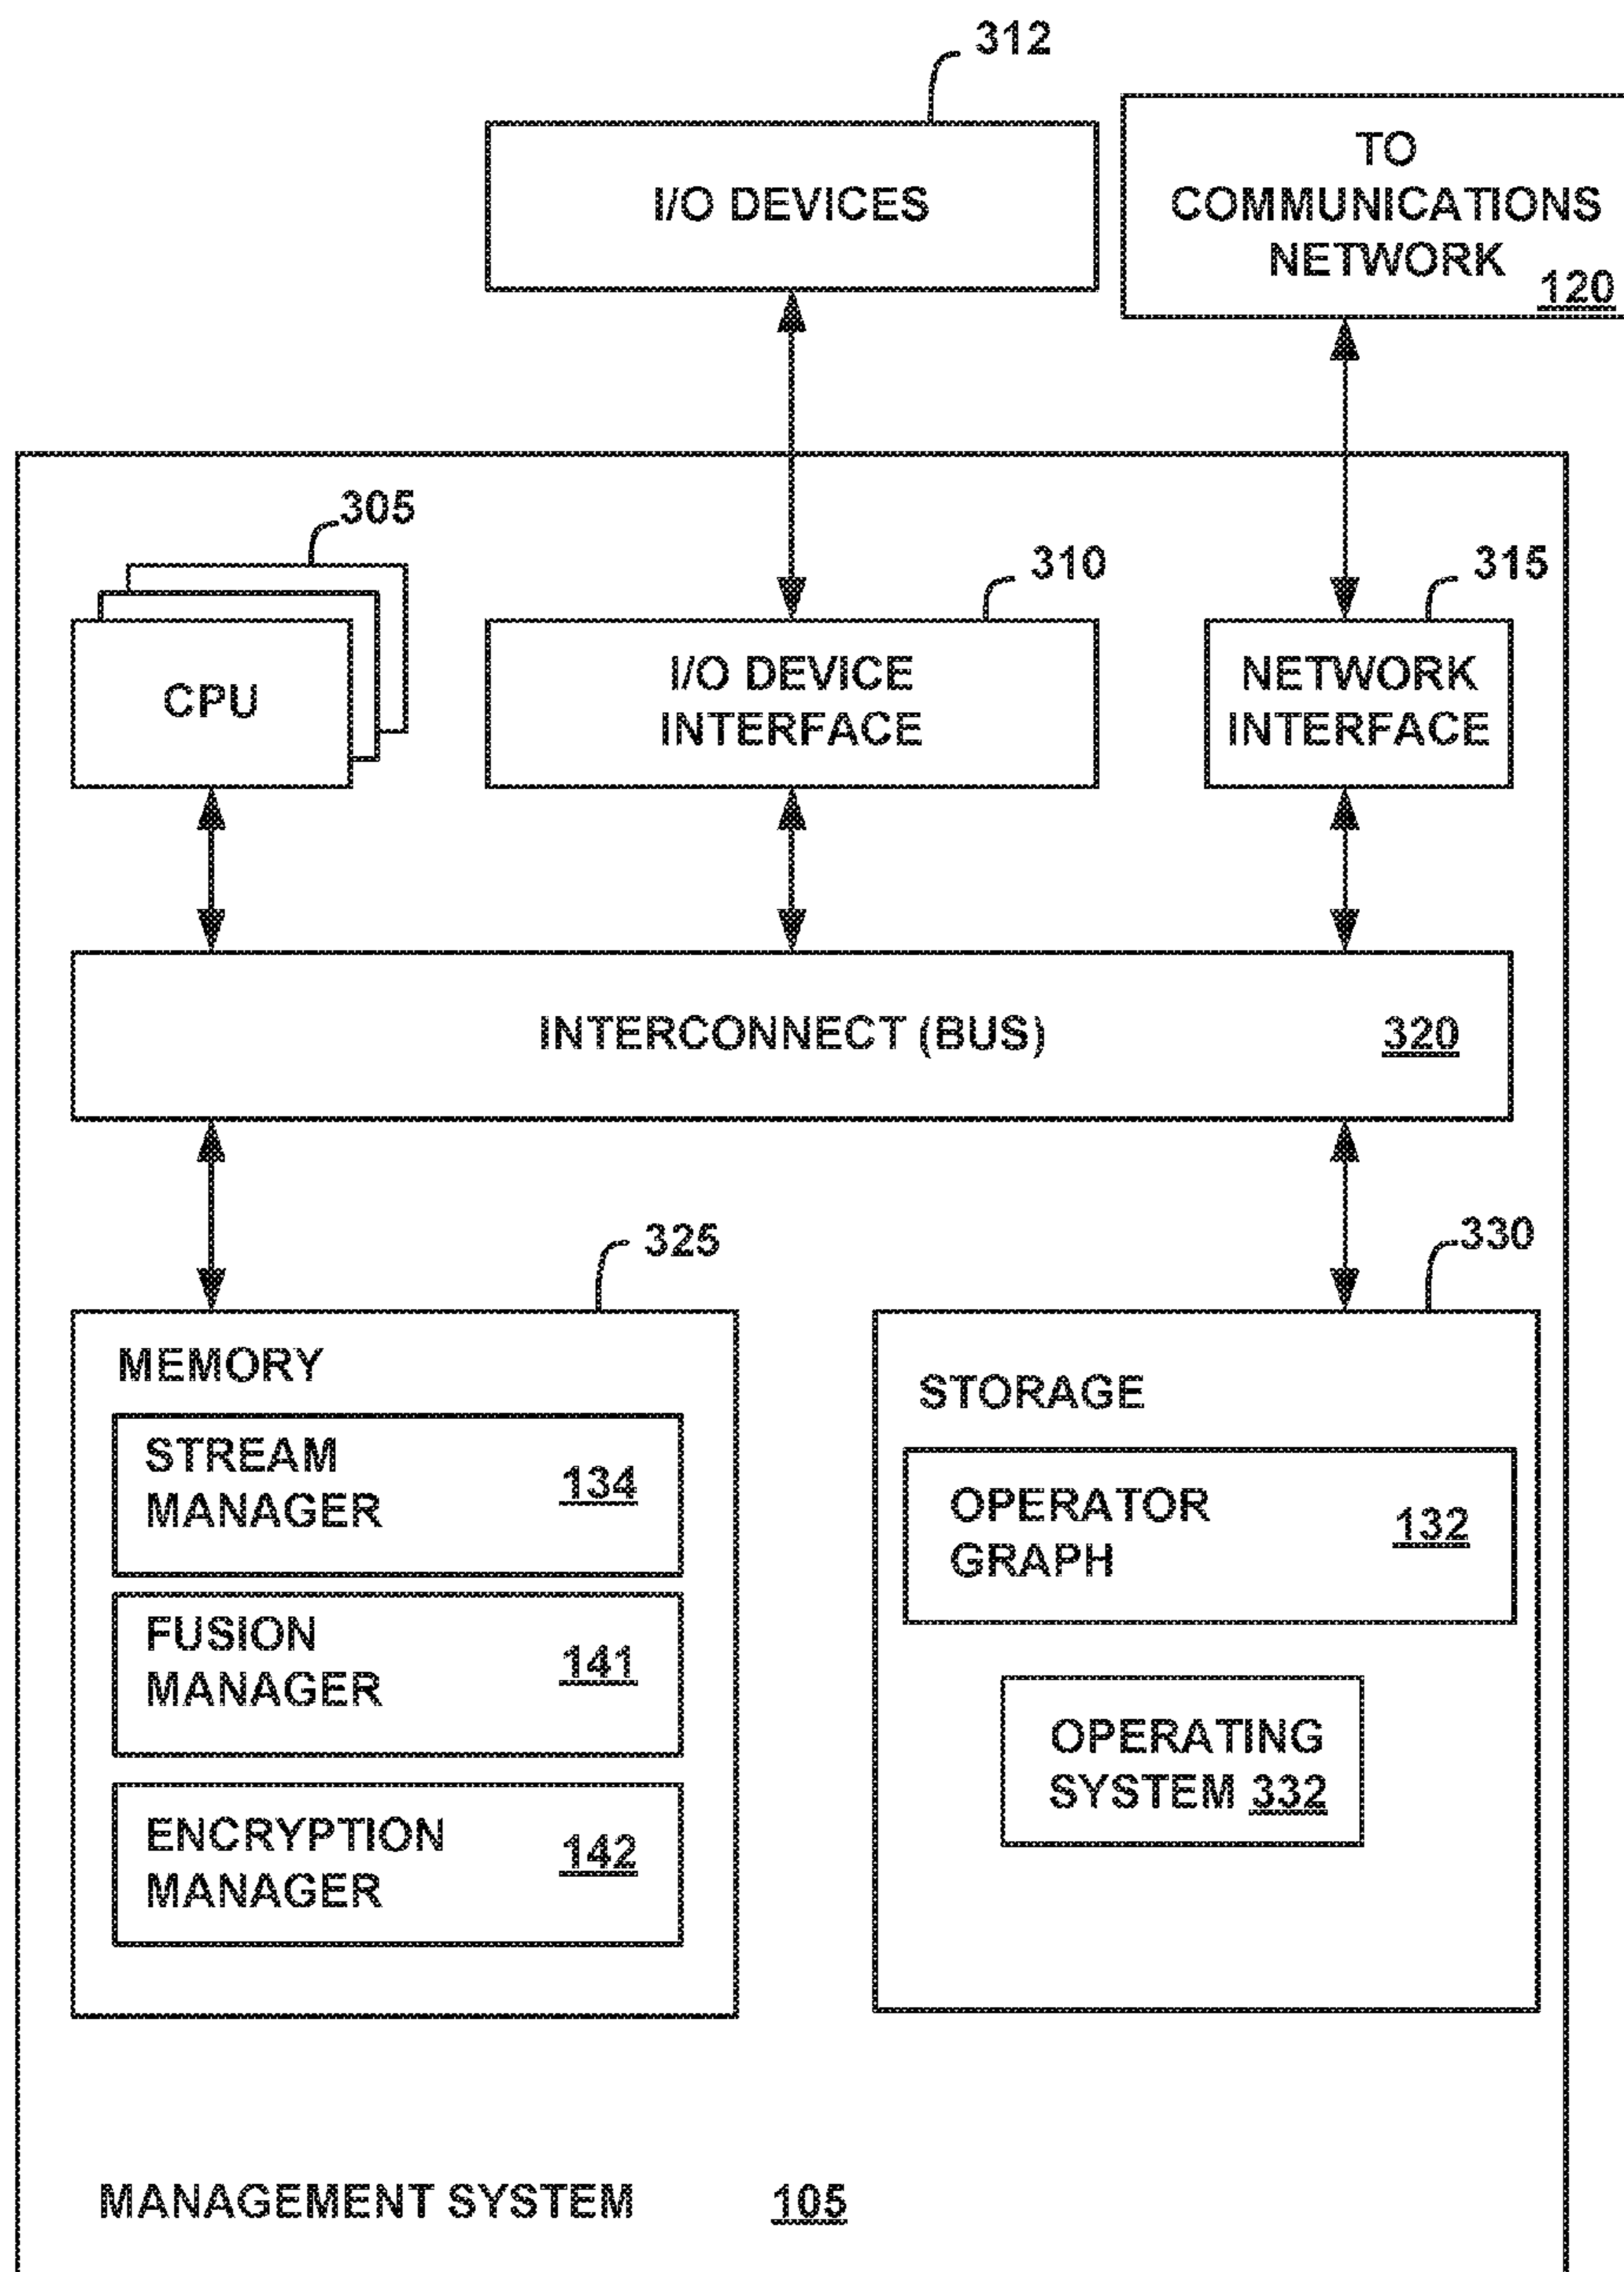 312
I/O DEVICES
TO
COMMUNICATIONS
NETWORK
120
305
310
315
CPU
I/O DEVICE
INTERFACE
NETWORK
INTERFACE
INTERCONNECT (BUS)
320
325
330
MEMORY
STREAM
MANAGER
134
FUSION
MANAGER
141
ENCRYPTION
MANAGER
142
STORAGE
OPERATOR
GRAPH
132
OPERATING
SYSTEM 332
MANAGEMENT SYSTEM
105